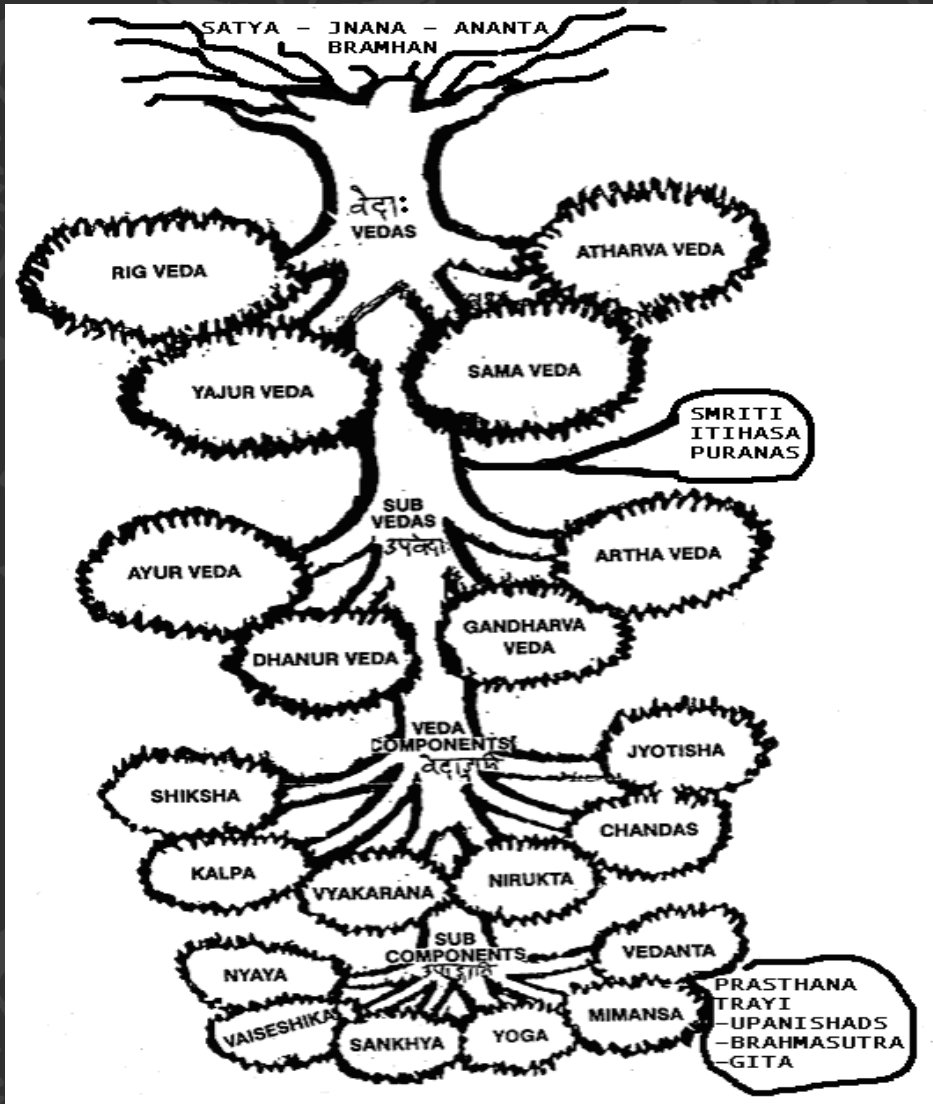 SATYA - JNANA - ANANTA
BRAMHAN
वेदाः
VEDAS
RIG VEDA
ATHARVA VEDA
YAJUR VEDA
SAMA VEDA
SMRITI
ITIHASA
PURANAS
SUB
VEDAS
उपवेदाः
AYUR VEDA
ARTHA VEDA
DHANUR VEDA
GANDHARVA
VEDA
VEDA
COMPONENTS
JYOTISHA
SHIKSHA
CHANDAS
KALPA
VYAKARANA
NIRUKTA
SUB
COMPONENTS
NYAYA
VEDANTA
VAISESHIKA
SANKHYA
YOGA
MIMANSA
PRASTHANA
TRAYI
-UPANISHADS
-BRAHMASUTRA
-GITA